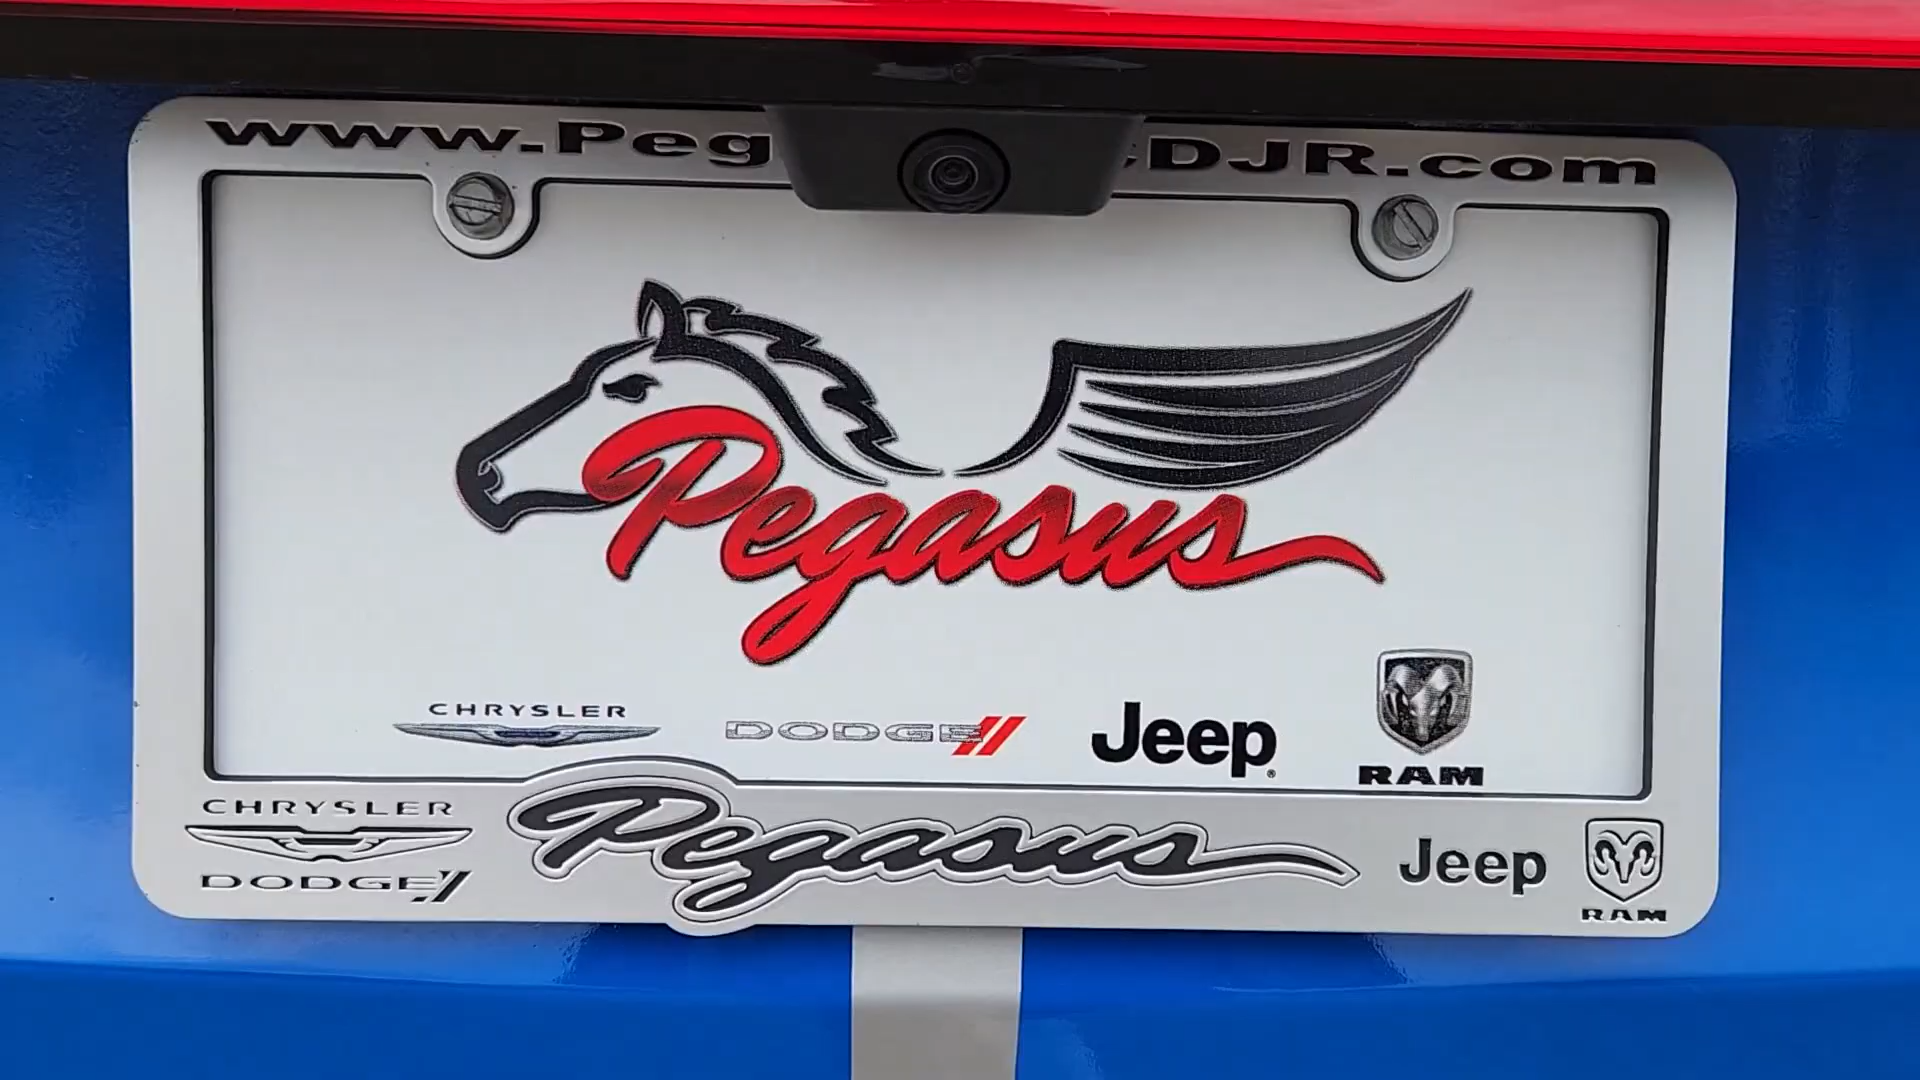 www.Peg DJR.com
Pegasus
CHRYSLER
DODGE
Jeep
RAM
CHRYSLER
DODGE
Pegasus
Jeep
RAM